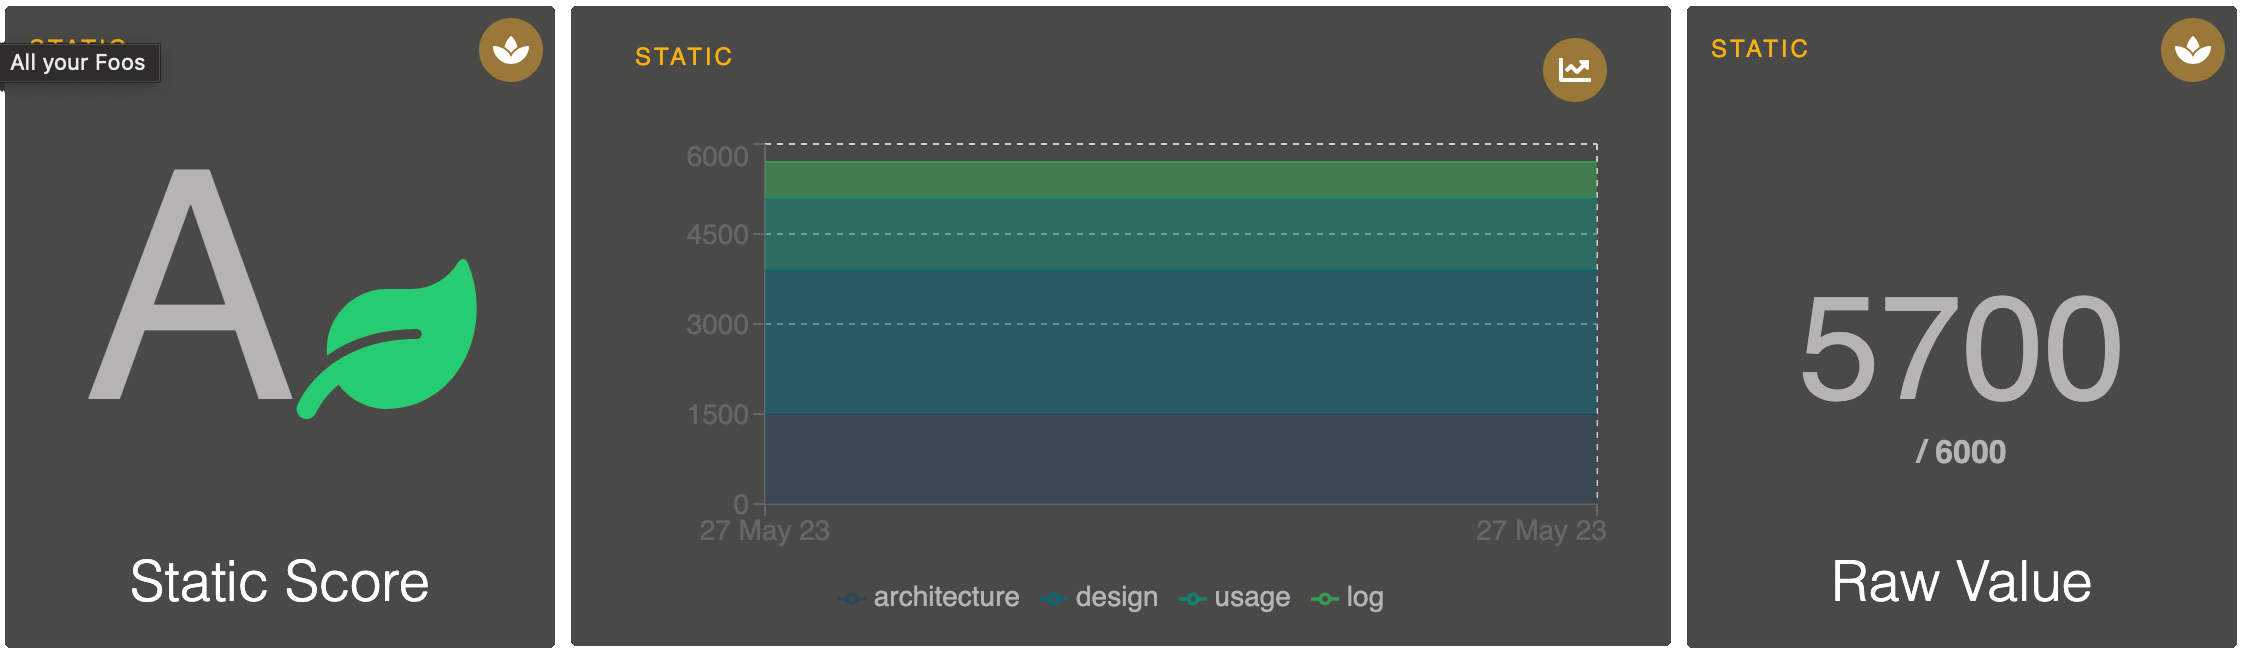 STATIC
All your Foos
A
Static Score
STATIC
6000
4500
3000
1500
0
27 May 23 27 May 23
architecture design usage log
STATIC
5700
/ 6000
Raw Value